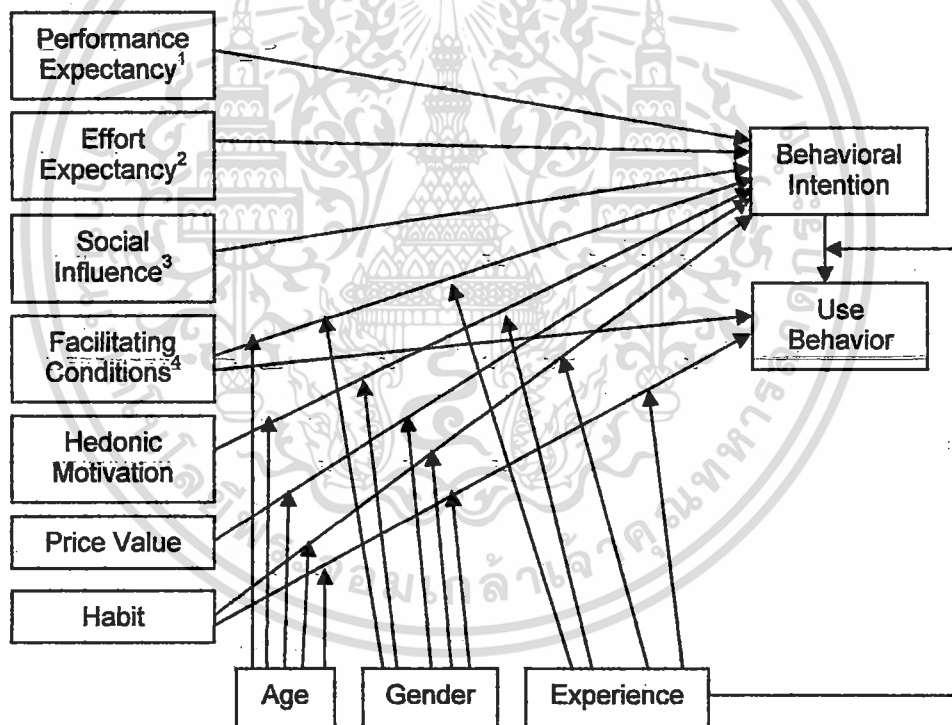 Performance
Expectancy¹
Effort
Expectancy²
Social
Influence³
Facilitating
Conditions⁴
Hedonic
Motivation
Price Value
Habit
Behavioral
Intention
Use
Behavior
Age
Gender
Experience